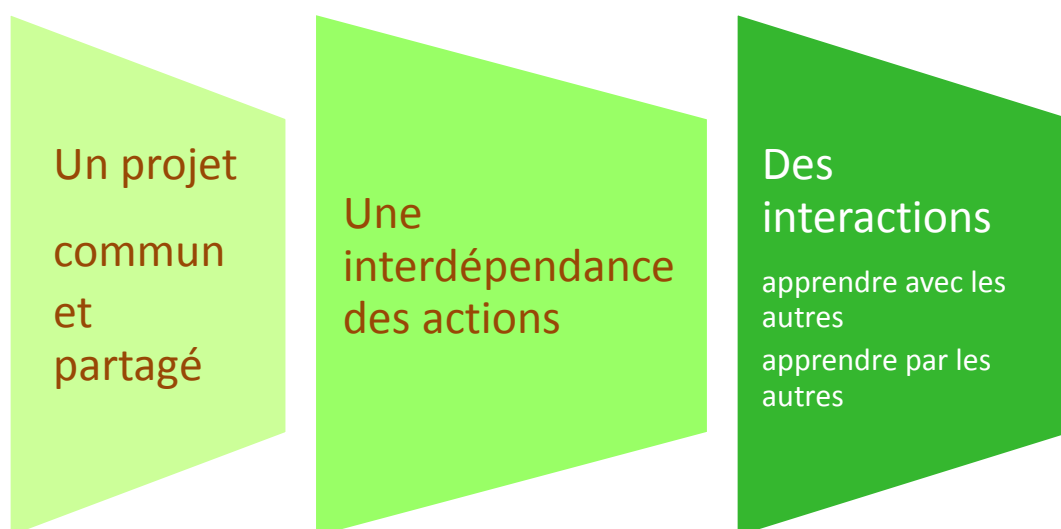 Un projet
commun
et
partagé
Une
interdépendance
des actions
Des
interactions
apprendre avec les
autres
apprendre par les
autres